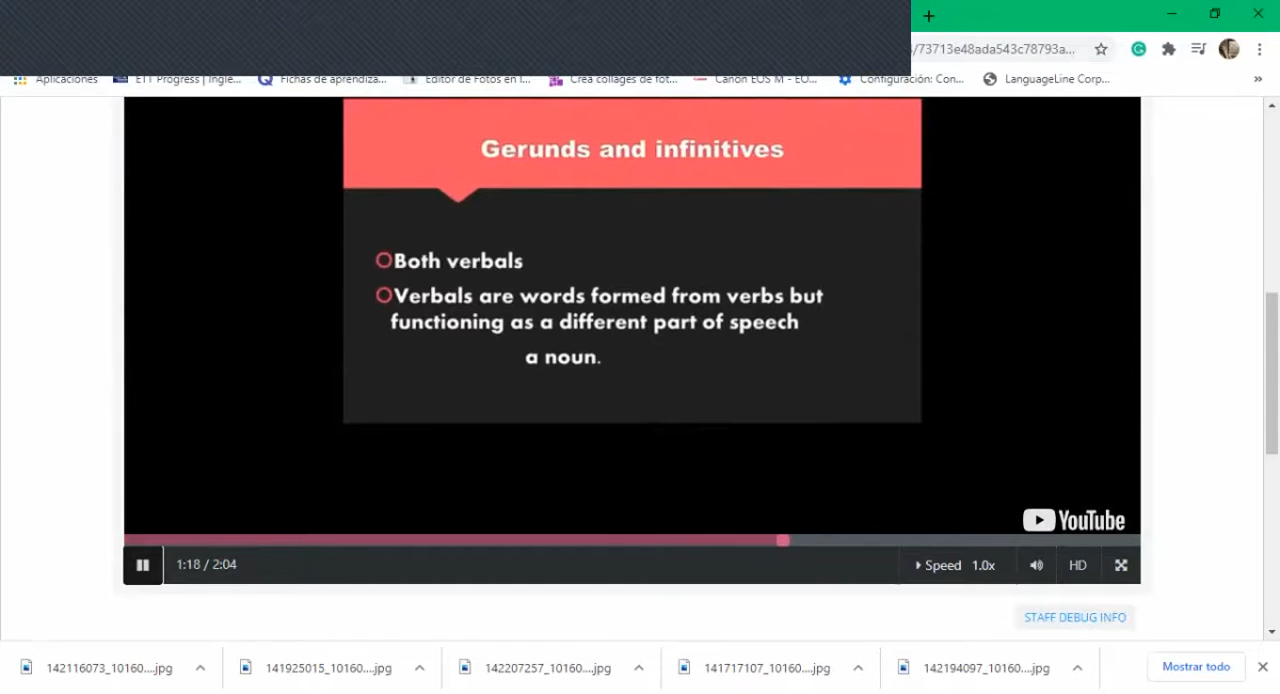 /73713e48ada543c78793a...
Aplicaciones
ETT Progress | Ingle...
Fichas de aprendiza...
Editor de Fotos en l...
Crea collages de fot...
Canon EOS M - EO...
Configuración: Con...
LanguageLine Corp...
»
Gerunds and infinitives
Both verbals
Verbals are words formed from verbs but
functioning as a different part of speech
a noun.
YouTube
1:18 / 2:04
Speed 1.0x
HD
STAFF DEBUG INFO
142116073_10160....jpg
141925015_10160....jpg
142207257_10160....jpg
141717107_10160....jpg
142194097_10160....jpg
Mostrar todo